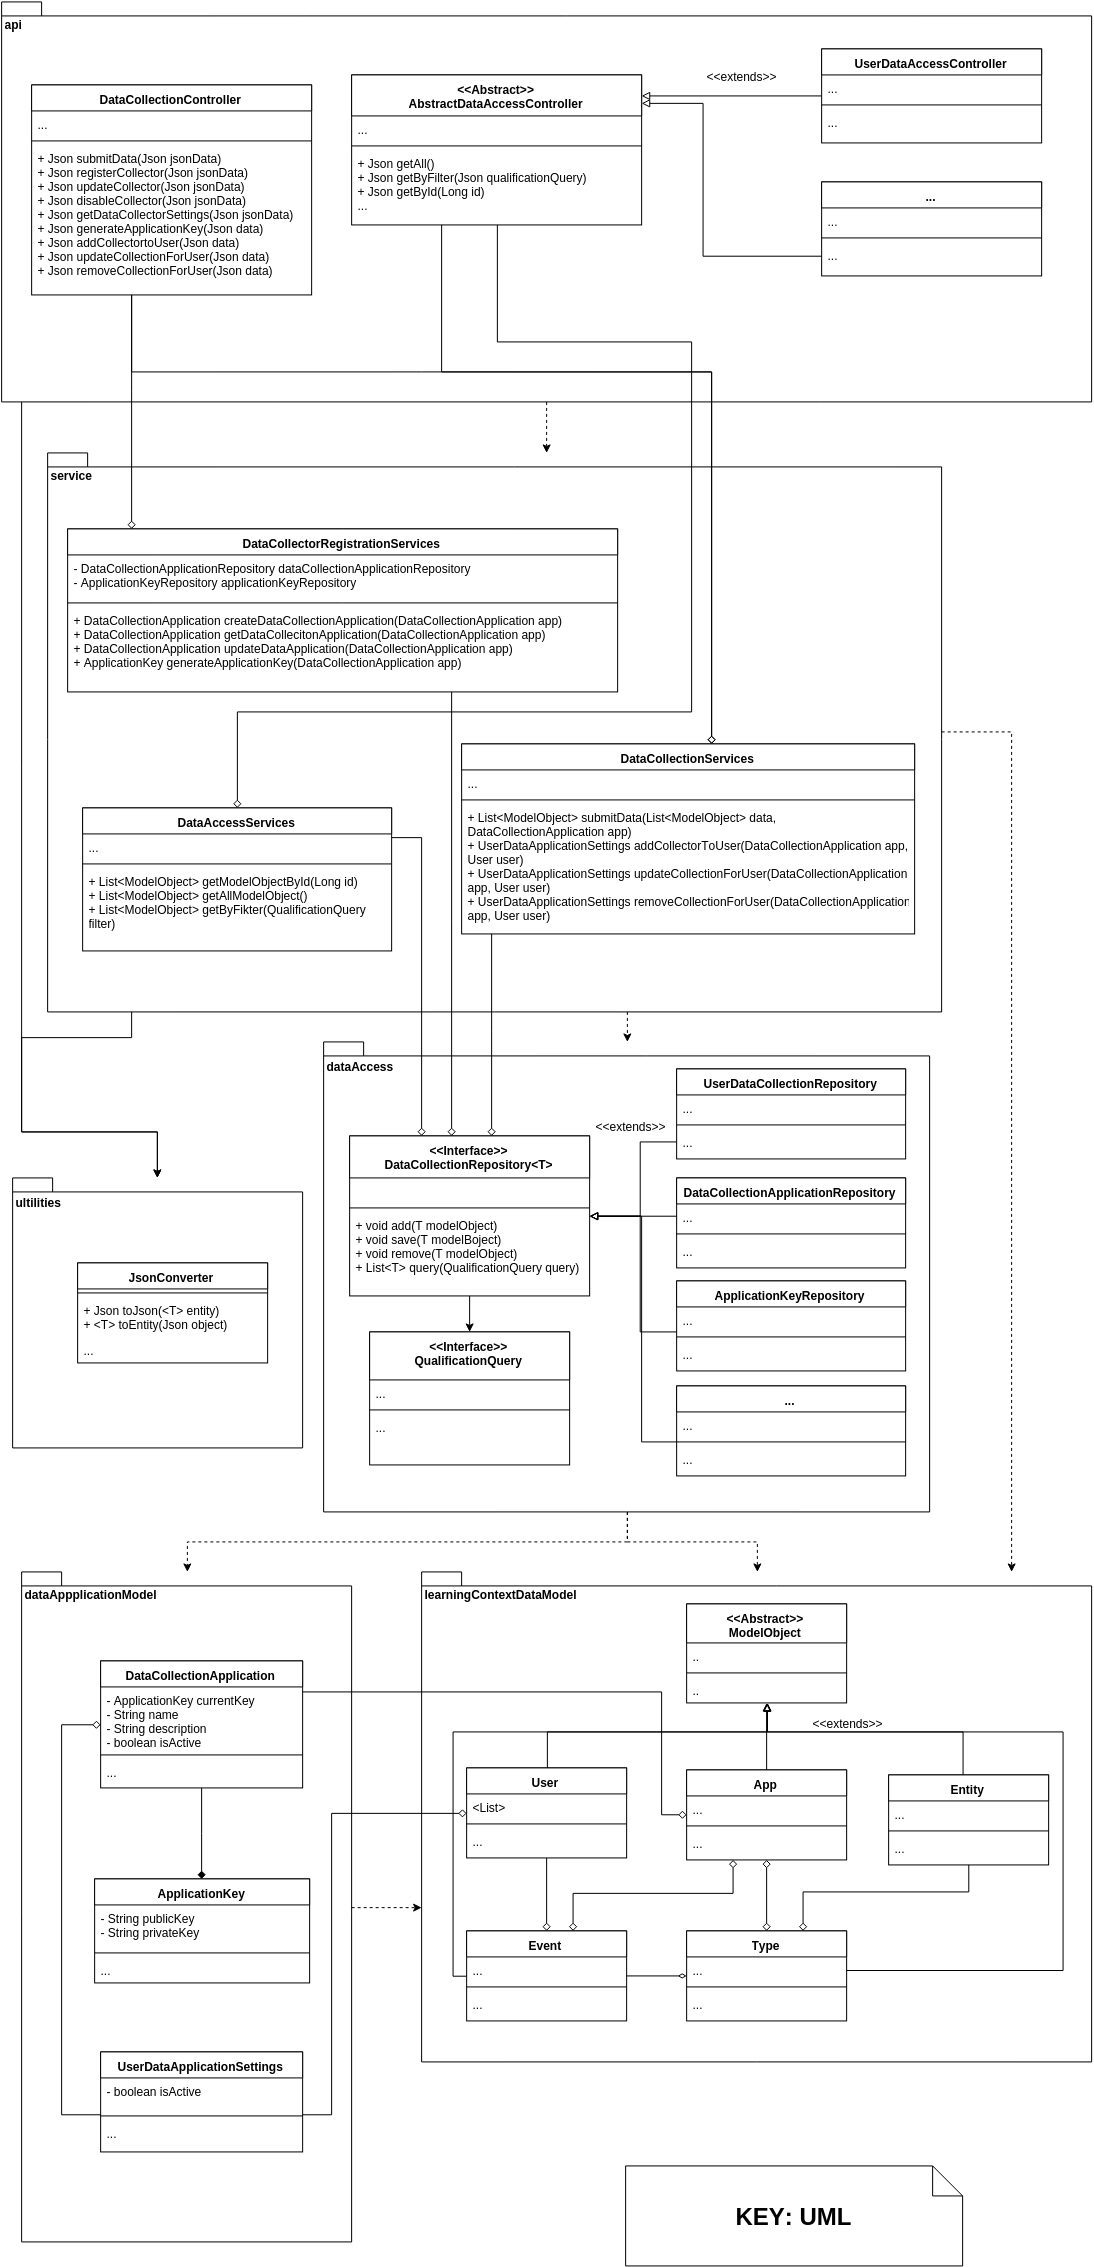 api
DataCollectionController
...
+ Json submitData(Json jsonData)
+ Json registerCollector(Json jsonData)
+ Json updateCollector(Json jsonData)
+ Json disableCollector(Json jsonData)
+ Json getDataCollectorSettings(Json jsonData)
+ Json generateApplicationKey(Json data)
+ Json addCollectortoUser(Json data)
+ Json updateCollectionForUser(Json data)
+ Json removeCollectionForUser(Json data)
<<Abstract>>
AbstractDataAccessController
...
+ Json getAll()
+ Json getByFilter(Json qualificationQuery)
+ Json getById(Long id)
...
<<extends>>
UserDataAccessController
...
...
...
...
...
service
DataCollectorRegistrationServices
- DataCollectionApplicationRepository dataCollectionApplicationRepository
- ApplicationKeyRepository applicationKeyRepository
+ DataCollectionApplication createDataCollectionApplication(DataCollectionApplication app)
+ DataCollectionApplication getDataCollecitonApplication(DataCollectionApplication app)
+ DataCollectionApplication updateDataApplication(DataCollectionApplication app)
+ ApplicationKey generateApplicationKey(DataCollectionApplication app)
DataAccessServices
...
+ List<ModelObject> getModelObjectById(Long id)
+ List<ModelObject> getAllModelObject()
+ List<ModelObject> getByFikter(QualificationQuery
filter)
DataCollectionServices
...
+ List<ModelObject> submitData(List<ModelObject> data,
DataCollectionApplication app)
+ UserDataApplicationSettings addCollectorToUser(DataCollectionApplication app,
User user)
+ UserDataApplicationSettings updateCollectionForUser(DataCollectionApplication
app, User user)
+ UserDataApplicationSettings removeCollectionForUser(DataCollectionApplication
app, User user)
dataAccess
<<Interface>>
DataCollectionRepository<T>
+ void add(T modelObject)
+ void save(T modelBoject)
+ void remove(T modelObject)
+ List<T> query(QualificationQuery query)
<<Interface>>
QualificationQuery
...
...
<<extends>>
UserDataCollectionRepository
...
...
DataCollectionApplicationRepository
...
...
ApplicationKeyRepository
...
...
...
...
...
ultilities
JsonConverter
+ Json toJson(<T> entity)
+ <T> toEntity(Json object)
...
dataAppplicationModel
DataCollectionApplication
- ApplicationKey currentKey
- String name
- String description
- boolean isActive
...
ApplicationKey
- String publicKey
- String privateKey
...
UserDataApplicationSettings
- boolean isActive
...
learningContextDataModel
<<Abstract>>
ModelObject
..
..
<<extends>>
User
<List>
...
App
...
...
Entity
...
...
Event
...
...
Type
...
...
KEY: UML